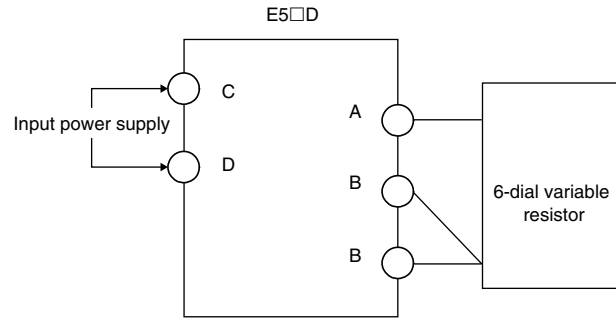 E5□D
C
A
Input power supply
D
B
6-dial variable
resistor
B